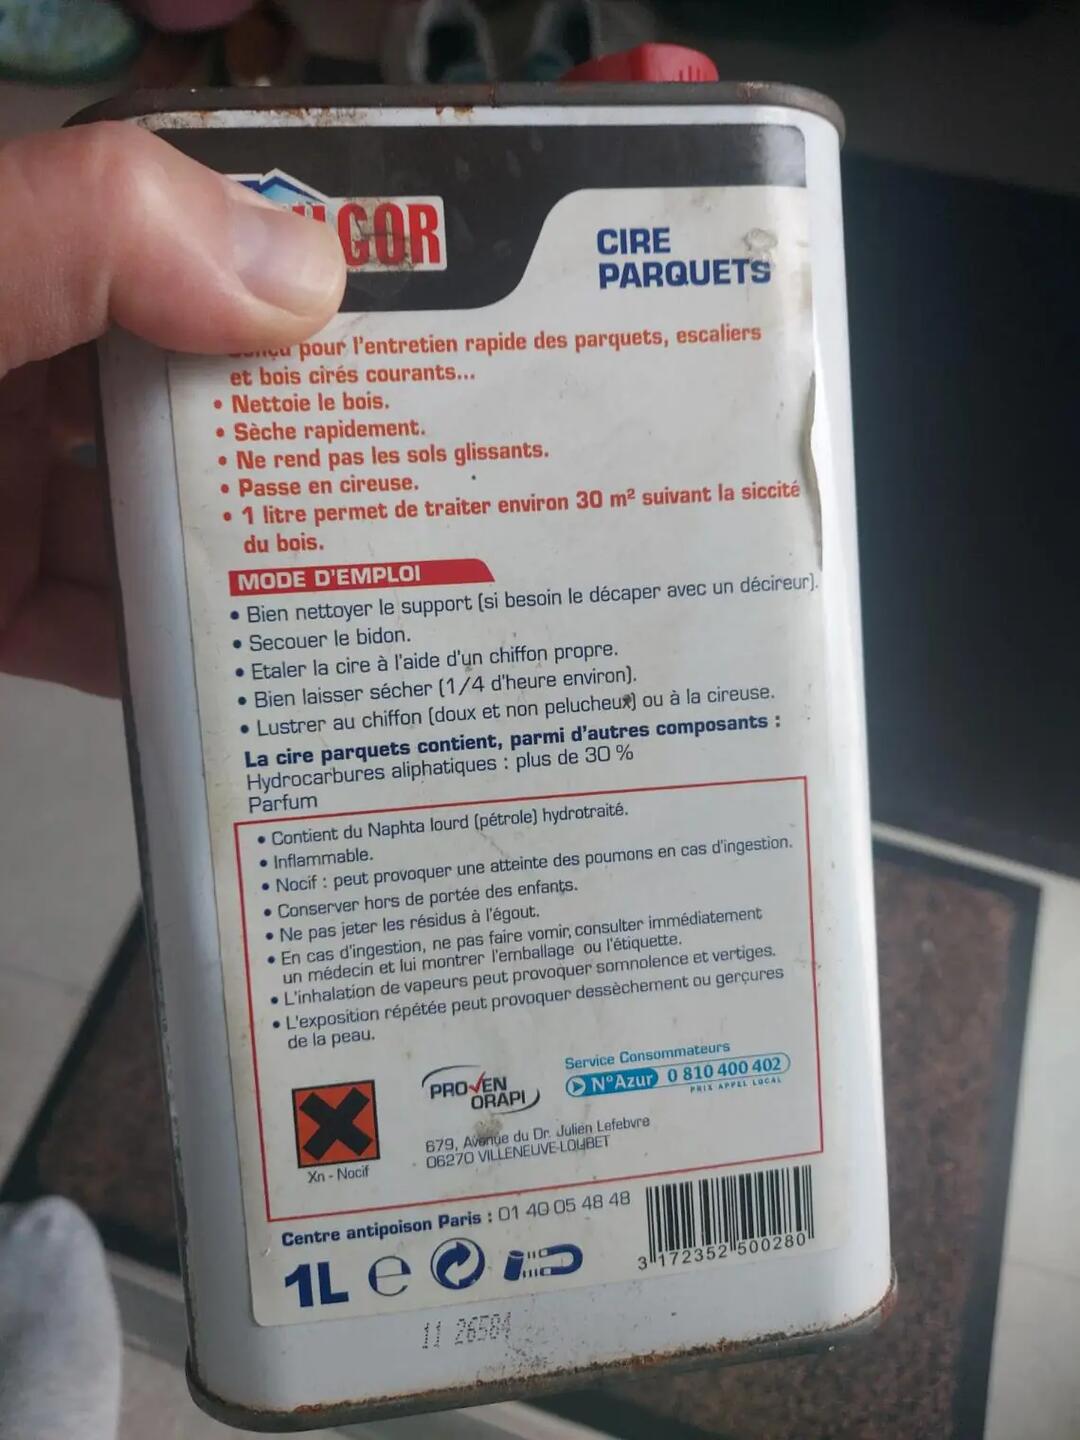 GOR
CIRE
PARQUETS
pour l'entretien rapide des parquets, escaliers
et bois cirés courants...
• Nettoie le bois.
• Sèche rapidement.
• Ne rend pas les sols glissants.
• Passe en cireuse.
• 1 litre permet de traiter environ 30 m² suivant la siccité
du bois.
MODE D'EMPLOI
• Bien nettoyer le support (si besoin le décaper avec un décireur).
• Secouer le bidon.
• Etaler la cire à l'aide d'un chiffon propre.
• Bien laisser sécher (1/4 d'heure environ).
• Lustrer au chiffon (doux et non pelucheux) ou à la cireuse.
La cire parquets contient, parmi d'autres composants :
Hydrocarbures aliphatiques : plus de 30 %
Parfum
• Contient du Naphta lourd (pétrole) hydrotraité.
• Inflammable.
• Nocif : peut provoquer une atteinte des poumons en cas d'ingestion.
• Conserver hors de portée des enfants.
• Ne pas jeter les résidus à l'égout.
• En cas d'ingestion, ne pas faire vomir, consulter immédiatement
un médecin et lui montrer l'emballage ou l'étiquette.
• L'inhalation de vapeurs peut provoquer somnolence et vertiges.
• L'exposition répétée peut provoquer dessèchement ou gerçures
de la peau.
Xn - Nocif
PROVEN
ORAPI
Service Consommateurs
N°Azur 0 810 400 402
PRIX APPEL LOCAL
679, Avenue du Dr. Julien Lefebvre
06270 VILLENEUVE-LOUBET
Centre antipoison Paris : 01 40 05 48 48
1L e
3 172352 500280
11 26584